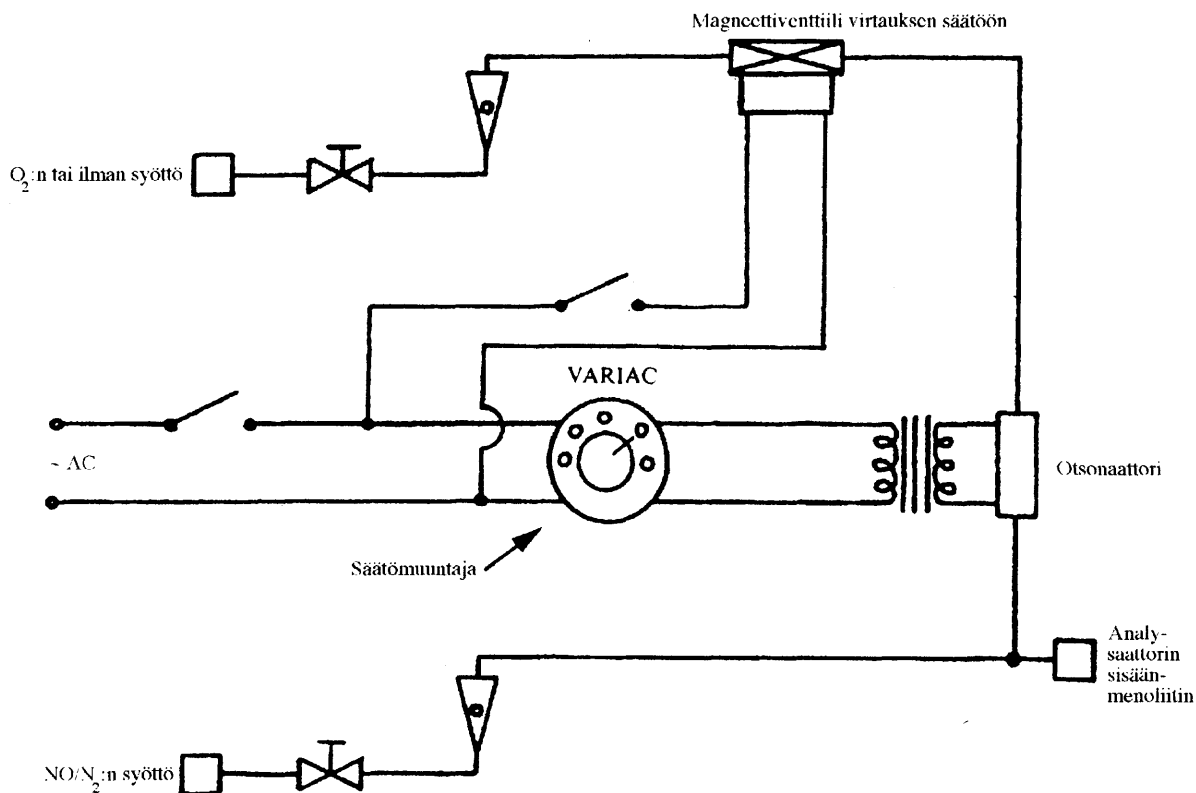 Magneettiventtiili virtauksen säätöön
O2:n tai ilman syöttö
VARIAC
~ AC
Otsonaattori
Säätömuuntaja
Analy-
saattorin
sisään-
menoliitin
NO/N2:n syöttö